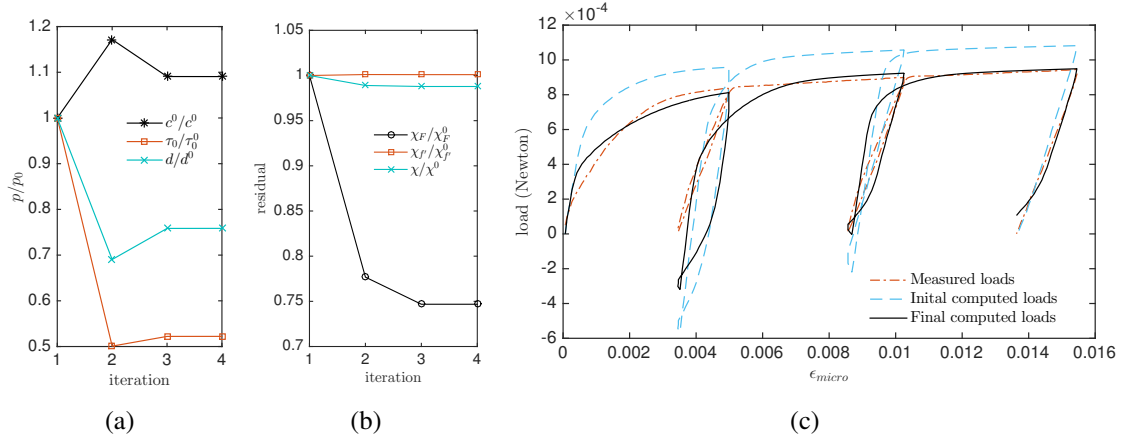 1.2
1.1
1
0.9
0.8
0.7
0.6
0.5
p/p₀
c⁰/c⁰
τ₀/τ₀⁰
d/d⁰
1 2 3 4
iteration
(a)
1.05
1
0.95
0.9
0.85
0.8
0.75
0.7
residual
χ_F/χ_F⁰
χ_f'/χ_f'⁰
χ/χ⁰
1 2 3 4
iteration
(b)
×10⁻⁴
12
10
8
6
4
2
0
-2
-4
-6
load (Newton)
Measured loads
Inital computed loads
Final computed loads
0 0.002 0.004 0.006 0.008 0.01 0.012 0.014 0.016
ϵ_micro
(c)